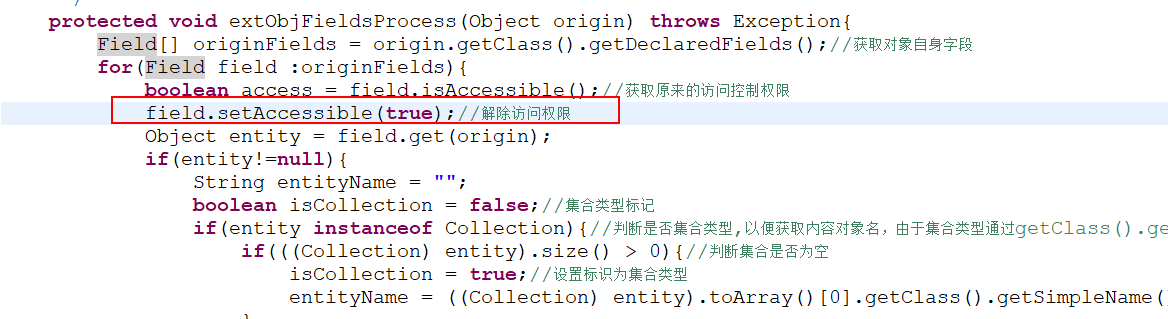 */
protected void extObjFieldsProcess(Object origin) throws Exception{
Field[] originFields = origin.getClass().getDeclaredFields();//获取对象自身字段
for(Field field :originFields){
boolean access = field.isAccessible();//获取原来的访问控制权限
field.setAccessible(true);//解除访问权限
Object entity = field.get(origin);
if(entity!=null){
String entityName = "";
boolean isCollection = false;//集合类型标记
if(entity instanceof Collection){//判断是否集合类型,以便获取内容对象名，由于集合类型通过getClass().ge
if(((Collection) entity).size() > 0){//判断集合是否为空
isCollection = true;//设置标识为集合类型
entityName = ((Collection) entity).toArray()[0].getClass().getSimpleName()
}